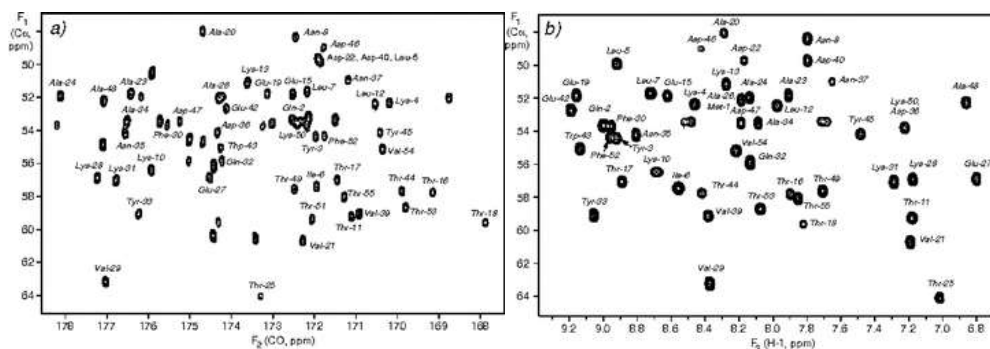 F1
(Cα,
ppm)
a)
Ala-20
Asn-8
Asp-46
Asp-22, Asp-40, Leu-5
50
Ala-24
Ala-48
Ala-23
Lys-13
Glu-19
Glu-15
Asn-37
52
Ala-26
Leu-7
Leu-12
Lys-4
Ala-34
Asp-47
Glu-42
Gln-2
54
Phe-30
Asp-36
Lys-50
Tyr-45
Asn-35
Trp-43
Tyr-3
Val-54
56
Lys-28
Lys-10
Gln-32
Lys-31
Glu-27
Ile-6
Thr-17
Thr-44
Thr-16
58
Thr-49
Thr-55
Tyr-33
Thr-51
Val-39
Thr-53
60
Thr-11
Thr-18
Val-21
62
Val-29
Thr-25
64
178
176
174
172
170
168
F2 (CO, ppm)
F1
(Cα,
ppm)
b)
Ala-20
Asp-46
Asn-8
Asp-22
Leu-5
Asp-40
50
Lys-13
Asn-37
Glu-19
Leu-7
Glu-15
Ala-24
Ala-23
Ala-48
52
Glu-42
Lys-4
Ala-26
Met-1
Leu-12
Lys-50,
Asp-36
Gln-2
Asp-47
Phe-30
Ala-34
54
Trp-43
Asn-35
Tyr-45
Phe-52
Tyr-3
Val-54
56
Lys-10
Gln-32
Thr-17
Ile-6
Thr-44
Thr-16
Thr-49
Lys-31
Lys-28
Glu-27
58
Tyr-33
Val-39
Thr-53
Thr-55
Thr-11
Thr-18
60
Val-21
62
Val-29
Thr-25
64
9.2
9.0
8.8
8.6
8.4
8.2
8.0
7.8
7.6
7.4
7.2
7.0
6.8
(H-1, ppm)